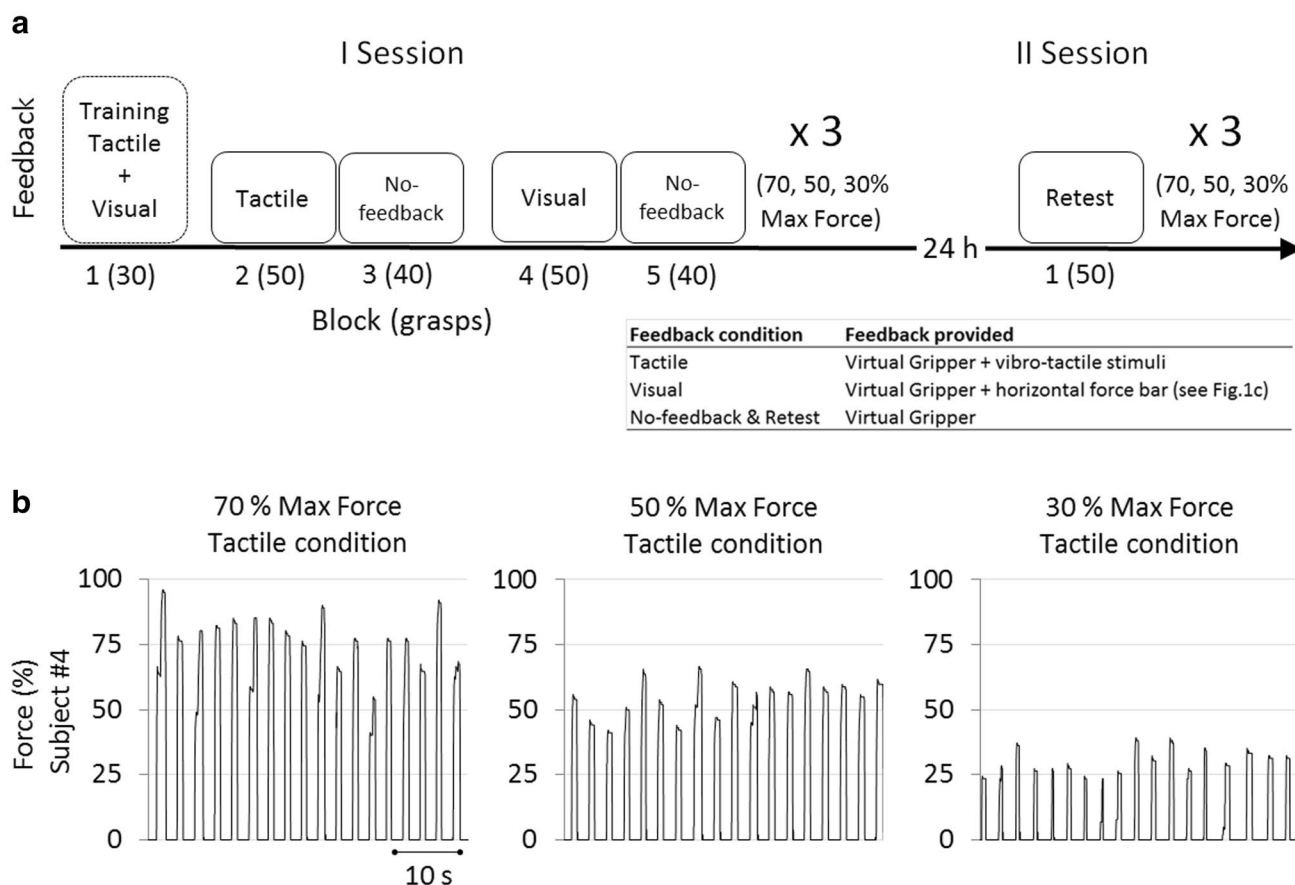 a
I Session
II Session
Feedback
Training
Tactile
+
Visual
Tactile
No-
feedback
Visual
No-
feedback
x 3
(70, 50, 30%
Max Force)
24 h
Retest
x 3
(70, 50, 30%
Max Force)
1 (30)
2 (50)
3 (40)
4 (50)
5 (40)
1 (50)
Block (grasps)
Feedback condition Feedback provided
Tactile Virtual Gripper + vibro-tactile stimuli
Visual Virtual Gripper + horizontal force bar (see Fig.1c)
No-feedback & Retest Virtual Gripper
b
70 % Max Force
Tactile condition
50 % Max Force
Tactile condition
30 % Max Force
Tactile condition
Force (%)
Subject #4
100
75
50
25
0
10 s
100
75
50
25
0
100
75
50
25
0